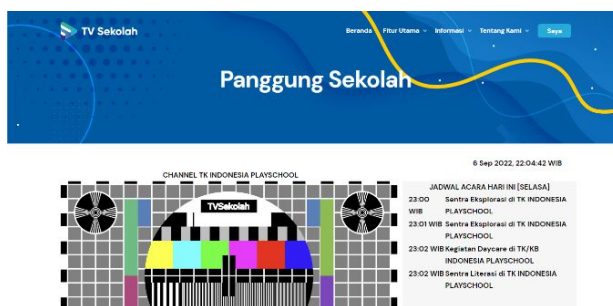 TV Sekolah
Beranda Fitur Utama Informasi Tentang Kami Saya
Panggung Sekolah
6 Sep 2022, 22:04:42 WIB
CHANNEL TK INDONESIA PLAYSCHOOL
TVSekolah
JADWAL ACARA HARI INI [SELASA]
23:00 WIB Sentra Eksplorasi di TK INDONESIA
PLAYSCHOOL
23:01 WIB Sentra Eksplorasi di TK INDONESIA
PLAYSCHOOL
23:02 WIB Kegiatan Daycare di TK/KB
INDONESIA PLAYSCHOOL
23:02 WIB Sentra Literasi di TK INDONESIA
PLAYSCHOOL